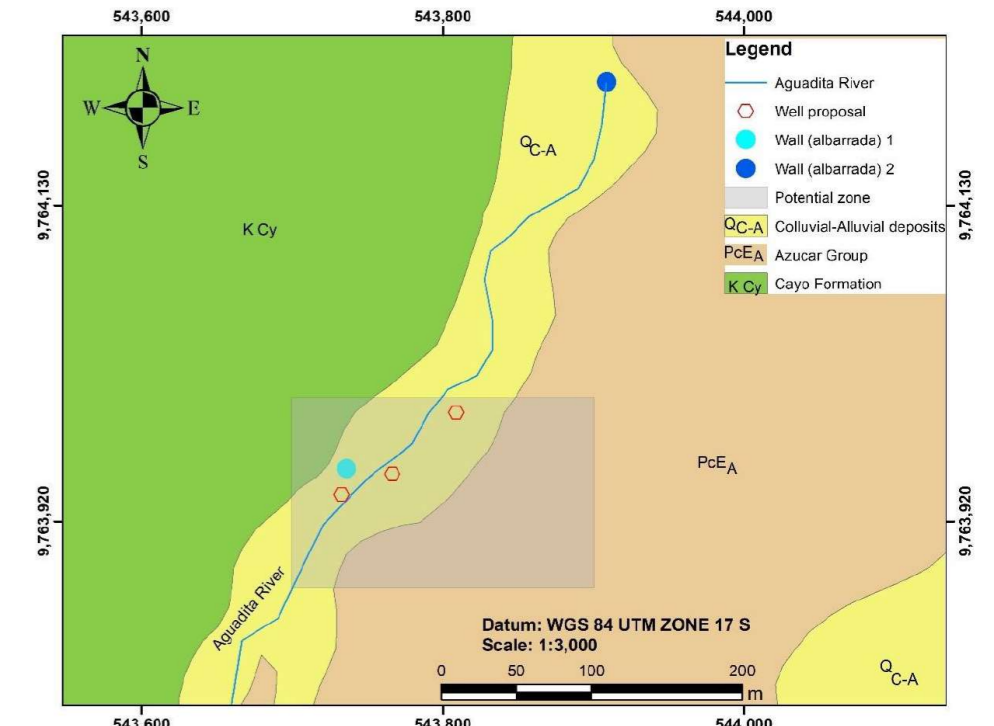 543,600 543,800 544,000
N
W E
S
Legend
Aguadita River
Well proposal
Wall (albarrada) 1
Wall (albarrada) 2
Potential zone
QC-A Colluvial-Alluvial deposits
PcEA Azucar Group
K Cy Cayo Formation
QC-A
9,764,130 9,764,130
K Cy
PcEA
9,763,920 9,763,920
Aguadita River
Datum: WGS 84 UTM ZONE 17 S
Scale: 1:3,000
0 50 100 200
m
QC-A
543,600 543,800 544,000